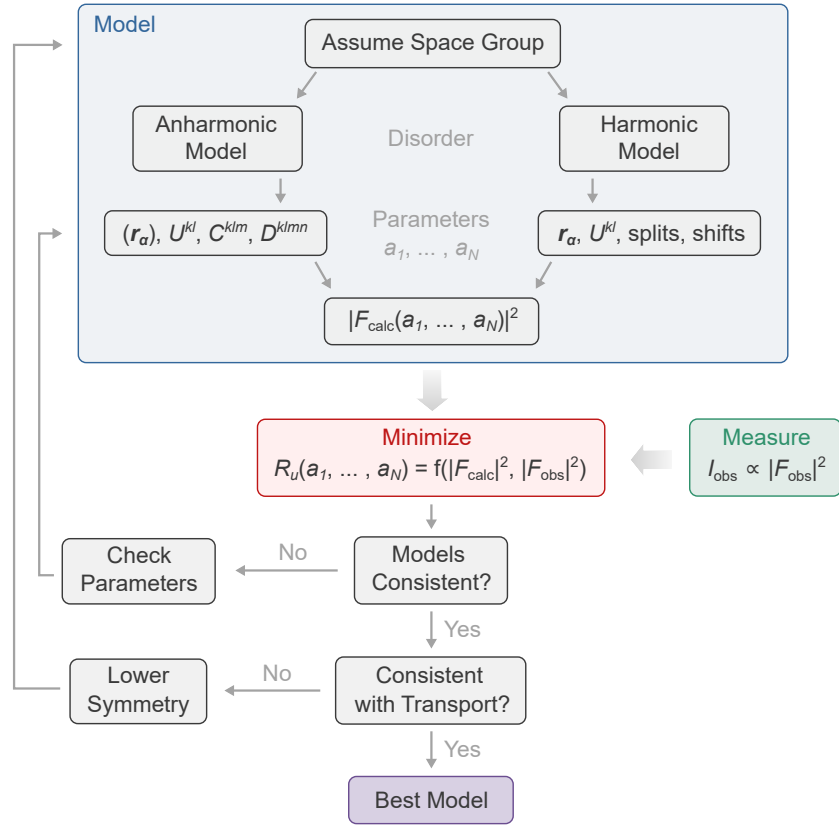 Model
Assume Space Group
Anharmonic
Model
Disorder
Harmonic
Model
(r_α), U^{kl}, C^{klm}, D^{klmn}
Parameters
a_1, ... , a_N
r_α, U^{kl}, splits, shifts
|F_calc(a_1, ... , a_N)|^2
Minimize
R_u(a_1, ... , a_N) = f(|F_calc|^2, |F_obs|^2)
Measure
I_obs ∝ |F_obs|^2
Check
Parameters
No
Models
Consistent?
Yes
Lower
Symmetry
No
Consistent
with Transport?
Yes
Best Model